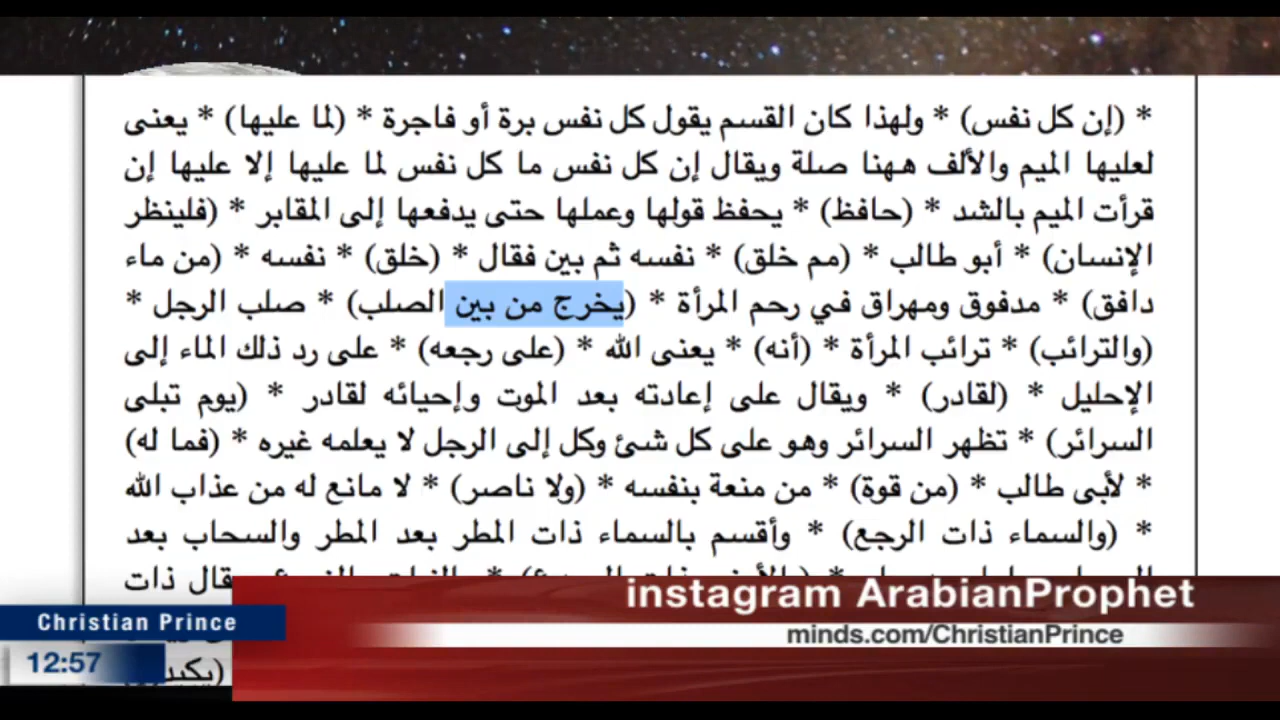 * (إن كل نفس) * ولهذا كان القسم يقول كل نفس برة أو فاجرة * (لما عليها) * يعنى
لعليها الميم والألف ههنا صلة ويقال إن كل نفس ما كل نفس لما عليها إلا عليها إن
قرأت الميم بالشد * (حافظ) * يحفظ قولها وعملها حتى يدفعها إلى المقابر * (فلينظر
الإنسان) * أبو طالب * (مم خلق) * نفسه ثم بين فقال * (خلق) * نفسه * (من ماء
دافق) * مدفوق ومهراق في رحم المرأة * (يخرج من بين الصلب) * صلب الرجل *
(والترائب) * ترائب المرأة * (أنه) * يعنى الله * (على رجعه) * على رد ذلك الماء إلى
الإحليل * (لقادر) * ويقال على إعادته بعد الموت وإحيائه لقادر * (يوم تبلى
السرائر) * تظهر السرائر وهو على كل شئ وكل إلى الرجل لا يعلمه غيره * (فما له)
* لأبى طالب * (من قوة) * من منعة بنفسه * (ولا ناصر) * لا مانع له من عذاب الله
* (والسماء ذات الرجع) * وأقسم بالسماء ذات المطر بعد المطر والسحاب بعد
ذات
instagram ArabianProphet
Christian Prince
minds.com/ChristianPrince
12:57